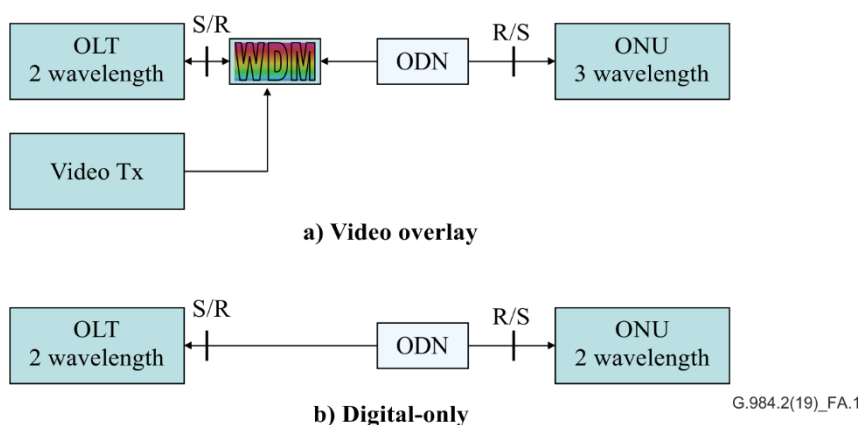 OLT
2 wavelength
S/R
WDM
ODN
R/S
ONU
3 wavelength
Video Tx
a) Video overlay
OLT
2 wavelength
S/R
ODN
R/S
ONU
2 wavelength
b) Digital-only
G.984.2(19)_FA.1